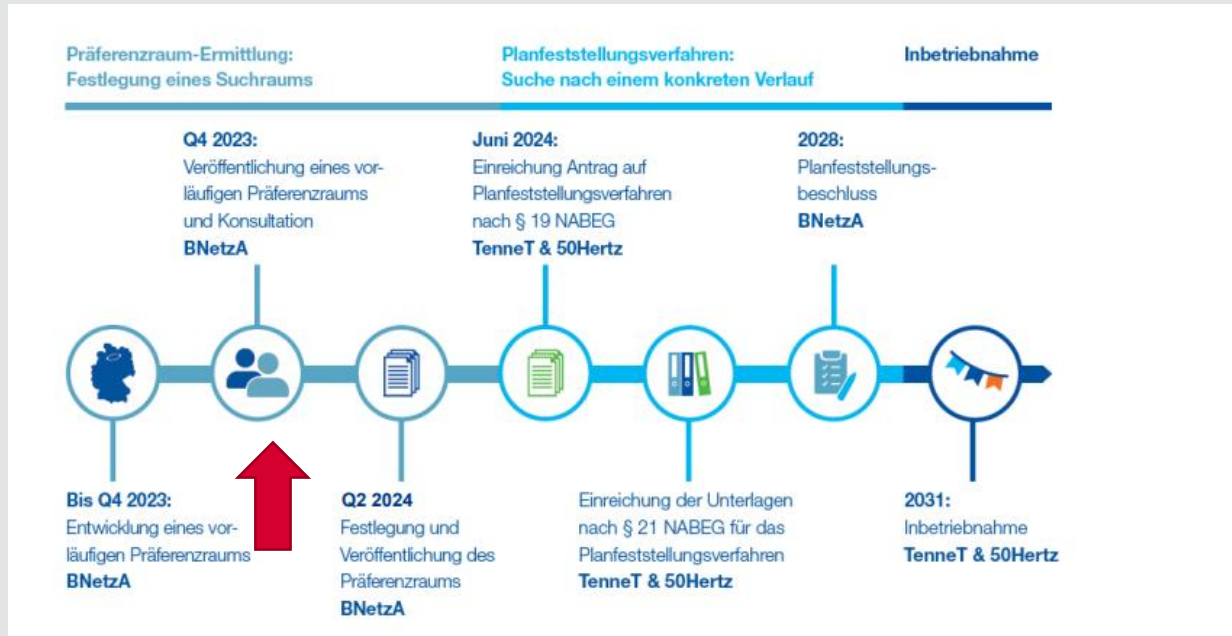 Präferenzraum-Ermittlung:
Festlegung eines Suchraums
Planfeststellungsverfahren:
Suche nach einem konkreten Verlauf
Inbetriebnahme
Q4 2023:
Veröffentlichung eines vor-
läufigen Präferenzraums
und Konsultation
BNetzA
Juni 2024:
Einreichung Antrag auf
Planfeststellungsverfahren
nach § 19 NABEG
TenneT & 50Hertz
2028:
Planfeststellungs-
beschluss
BNetzA
Bis Q4 2023:
Entwicklung eines vor-
läufigen Präferenzraums
BNetzA
Q2 2024
Festlegung und
Veröffentlichung des
Präferenzraums
BNetzA
Einreichung der Unterlagen
nach § 21 NABEG für das
Planfeststellungsverfahren
TenneT & 50Hertz
2031:
Inbetriebnahme
TenneT & 50Hertz